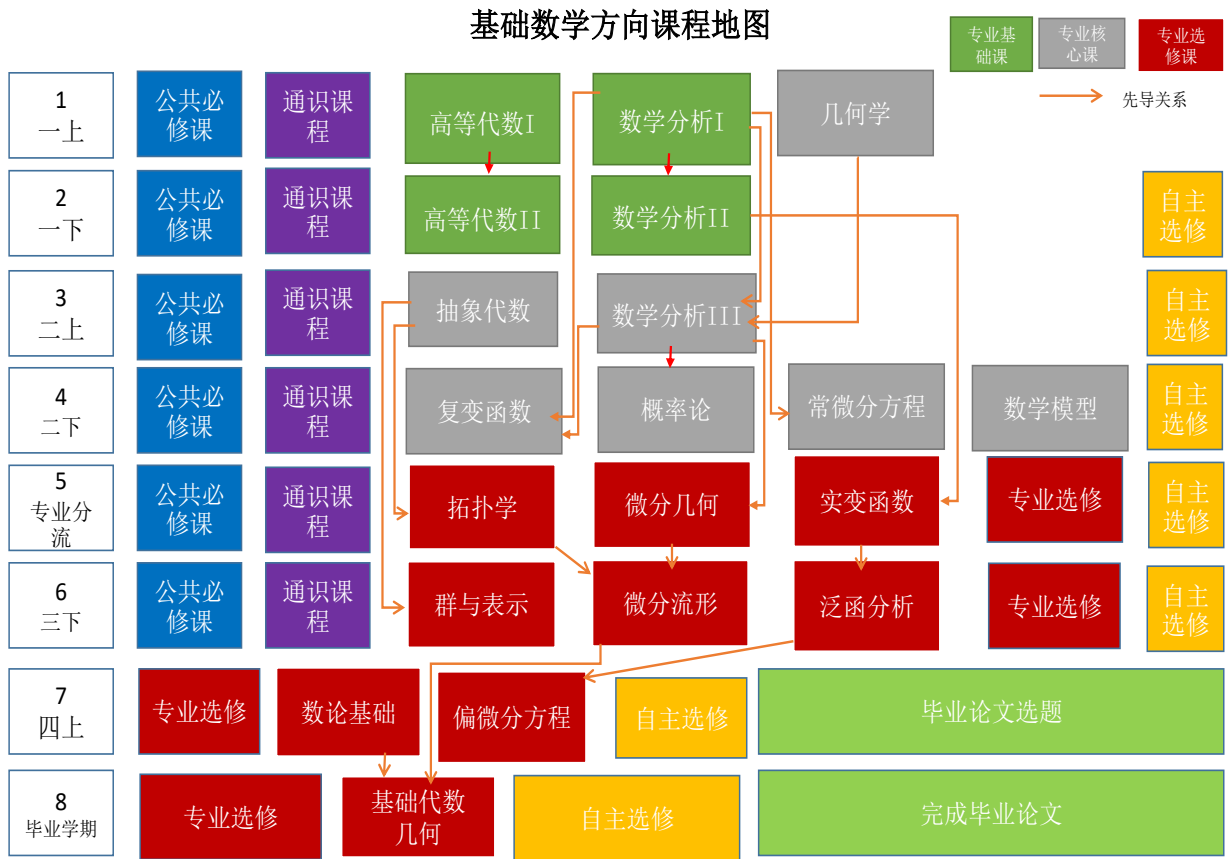 基础数学方向课程地图
专业基
础课
专业核
心课
专业选
修课
先导关系
1
一上
公共必
修课
通识课
程
高等代数I
数学分析I
几何学
2
一下
公共必
修课
通识课
程
高等代数II
数学分析II
自主
选修
3
二上
公共必
修课
通识课
程
抽象代数
数学分析III
自主
选修
4
二下
公共必
修课
通识课
程
复变函数
概率论
常微分方程
数学模型
自主
选修
5
专业分
流
公共必
修课
通识课
程
拓扑学
微分几何
实变函数
专业选修
自主
选修
6
三下
公共必
修课
通识课
程
群与表示
微分流形
泛函分析
专业选修
自主
选修
7
四上
专业选修
数论基础
偏微分方程
自主选修
毕业论文选题
8
毕业学期
专业选修
基础代数
几何
自主选修
完成毕业论文